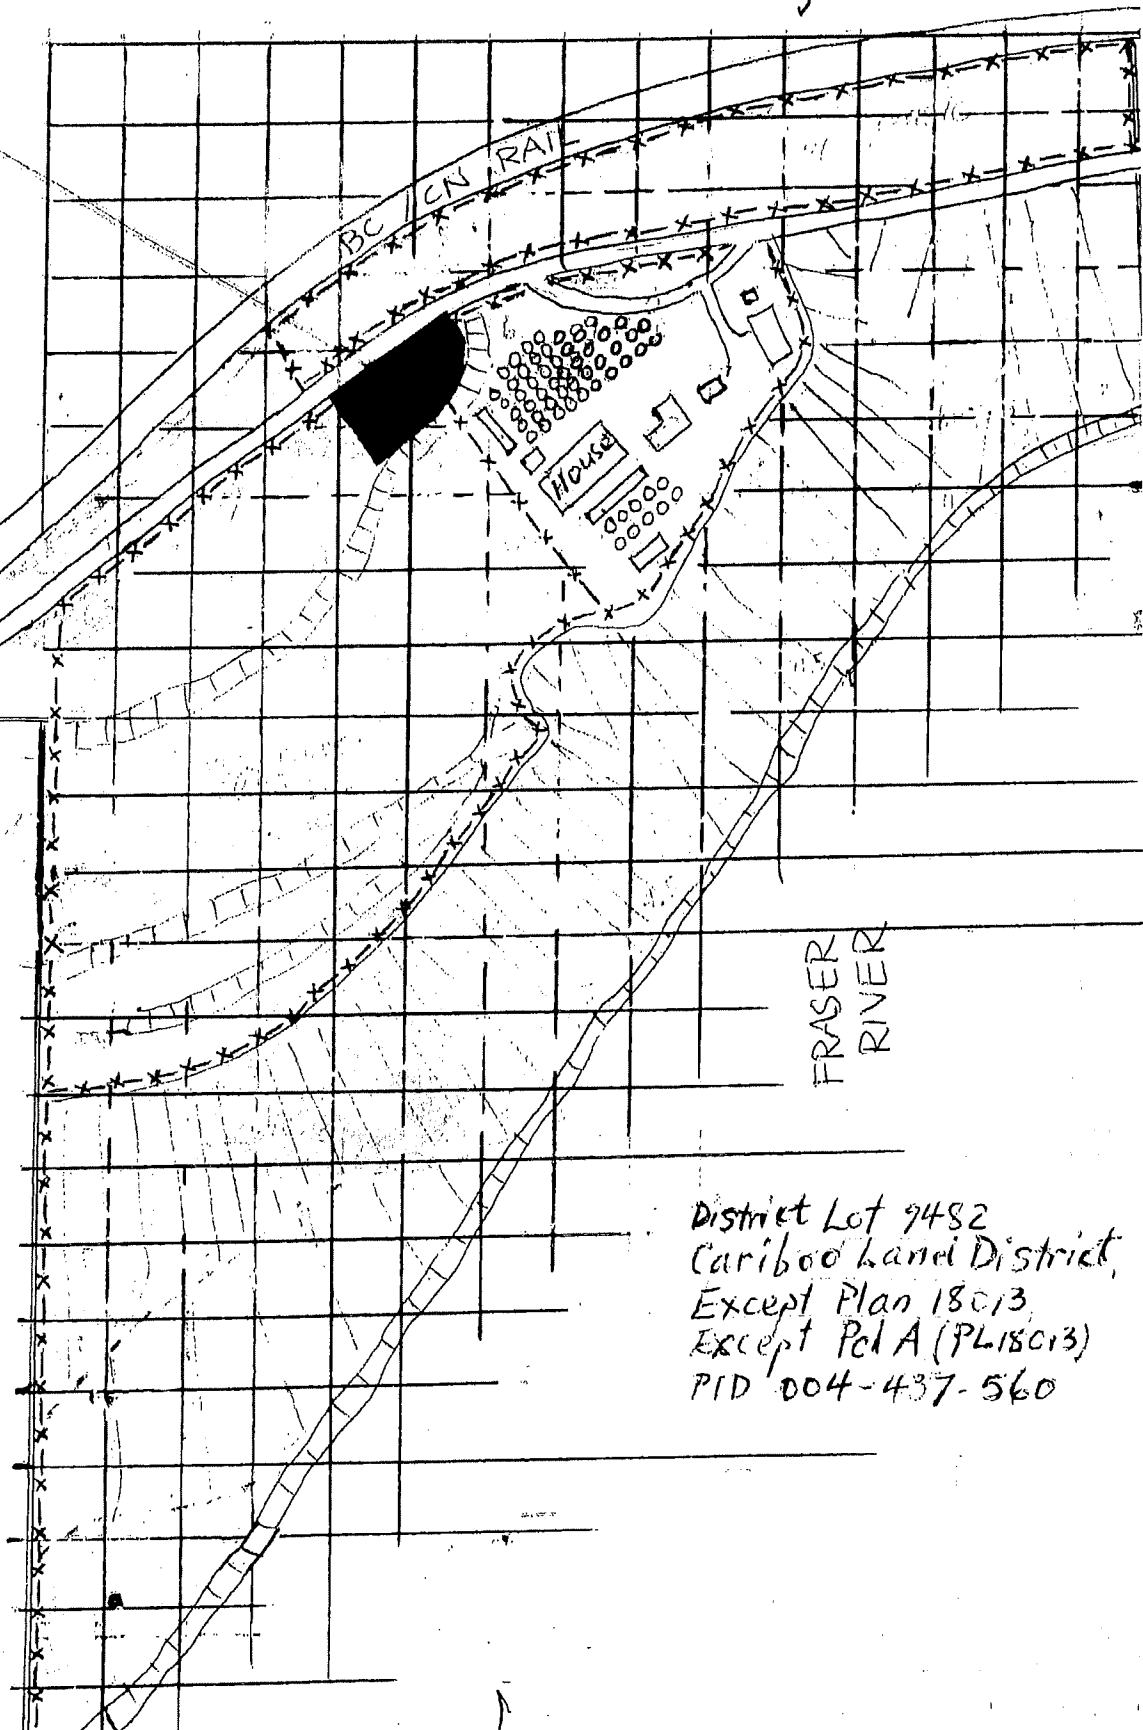 BC / CN RAIL
House
FRASER
RIVER
District Lot 9482
Cariboo Land District,
Except Plan 18013
Except Pcl A (PL18013)
PID 004-437-560